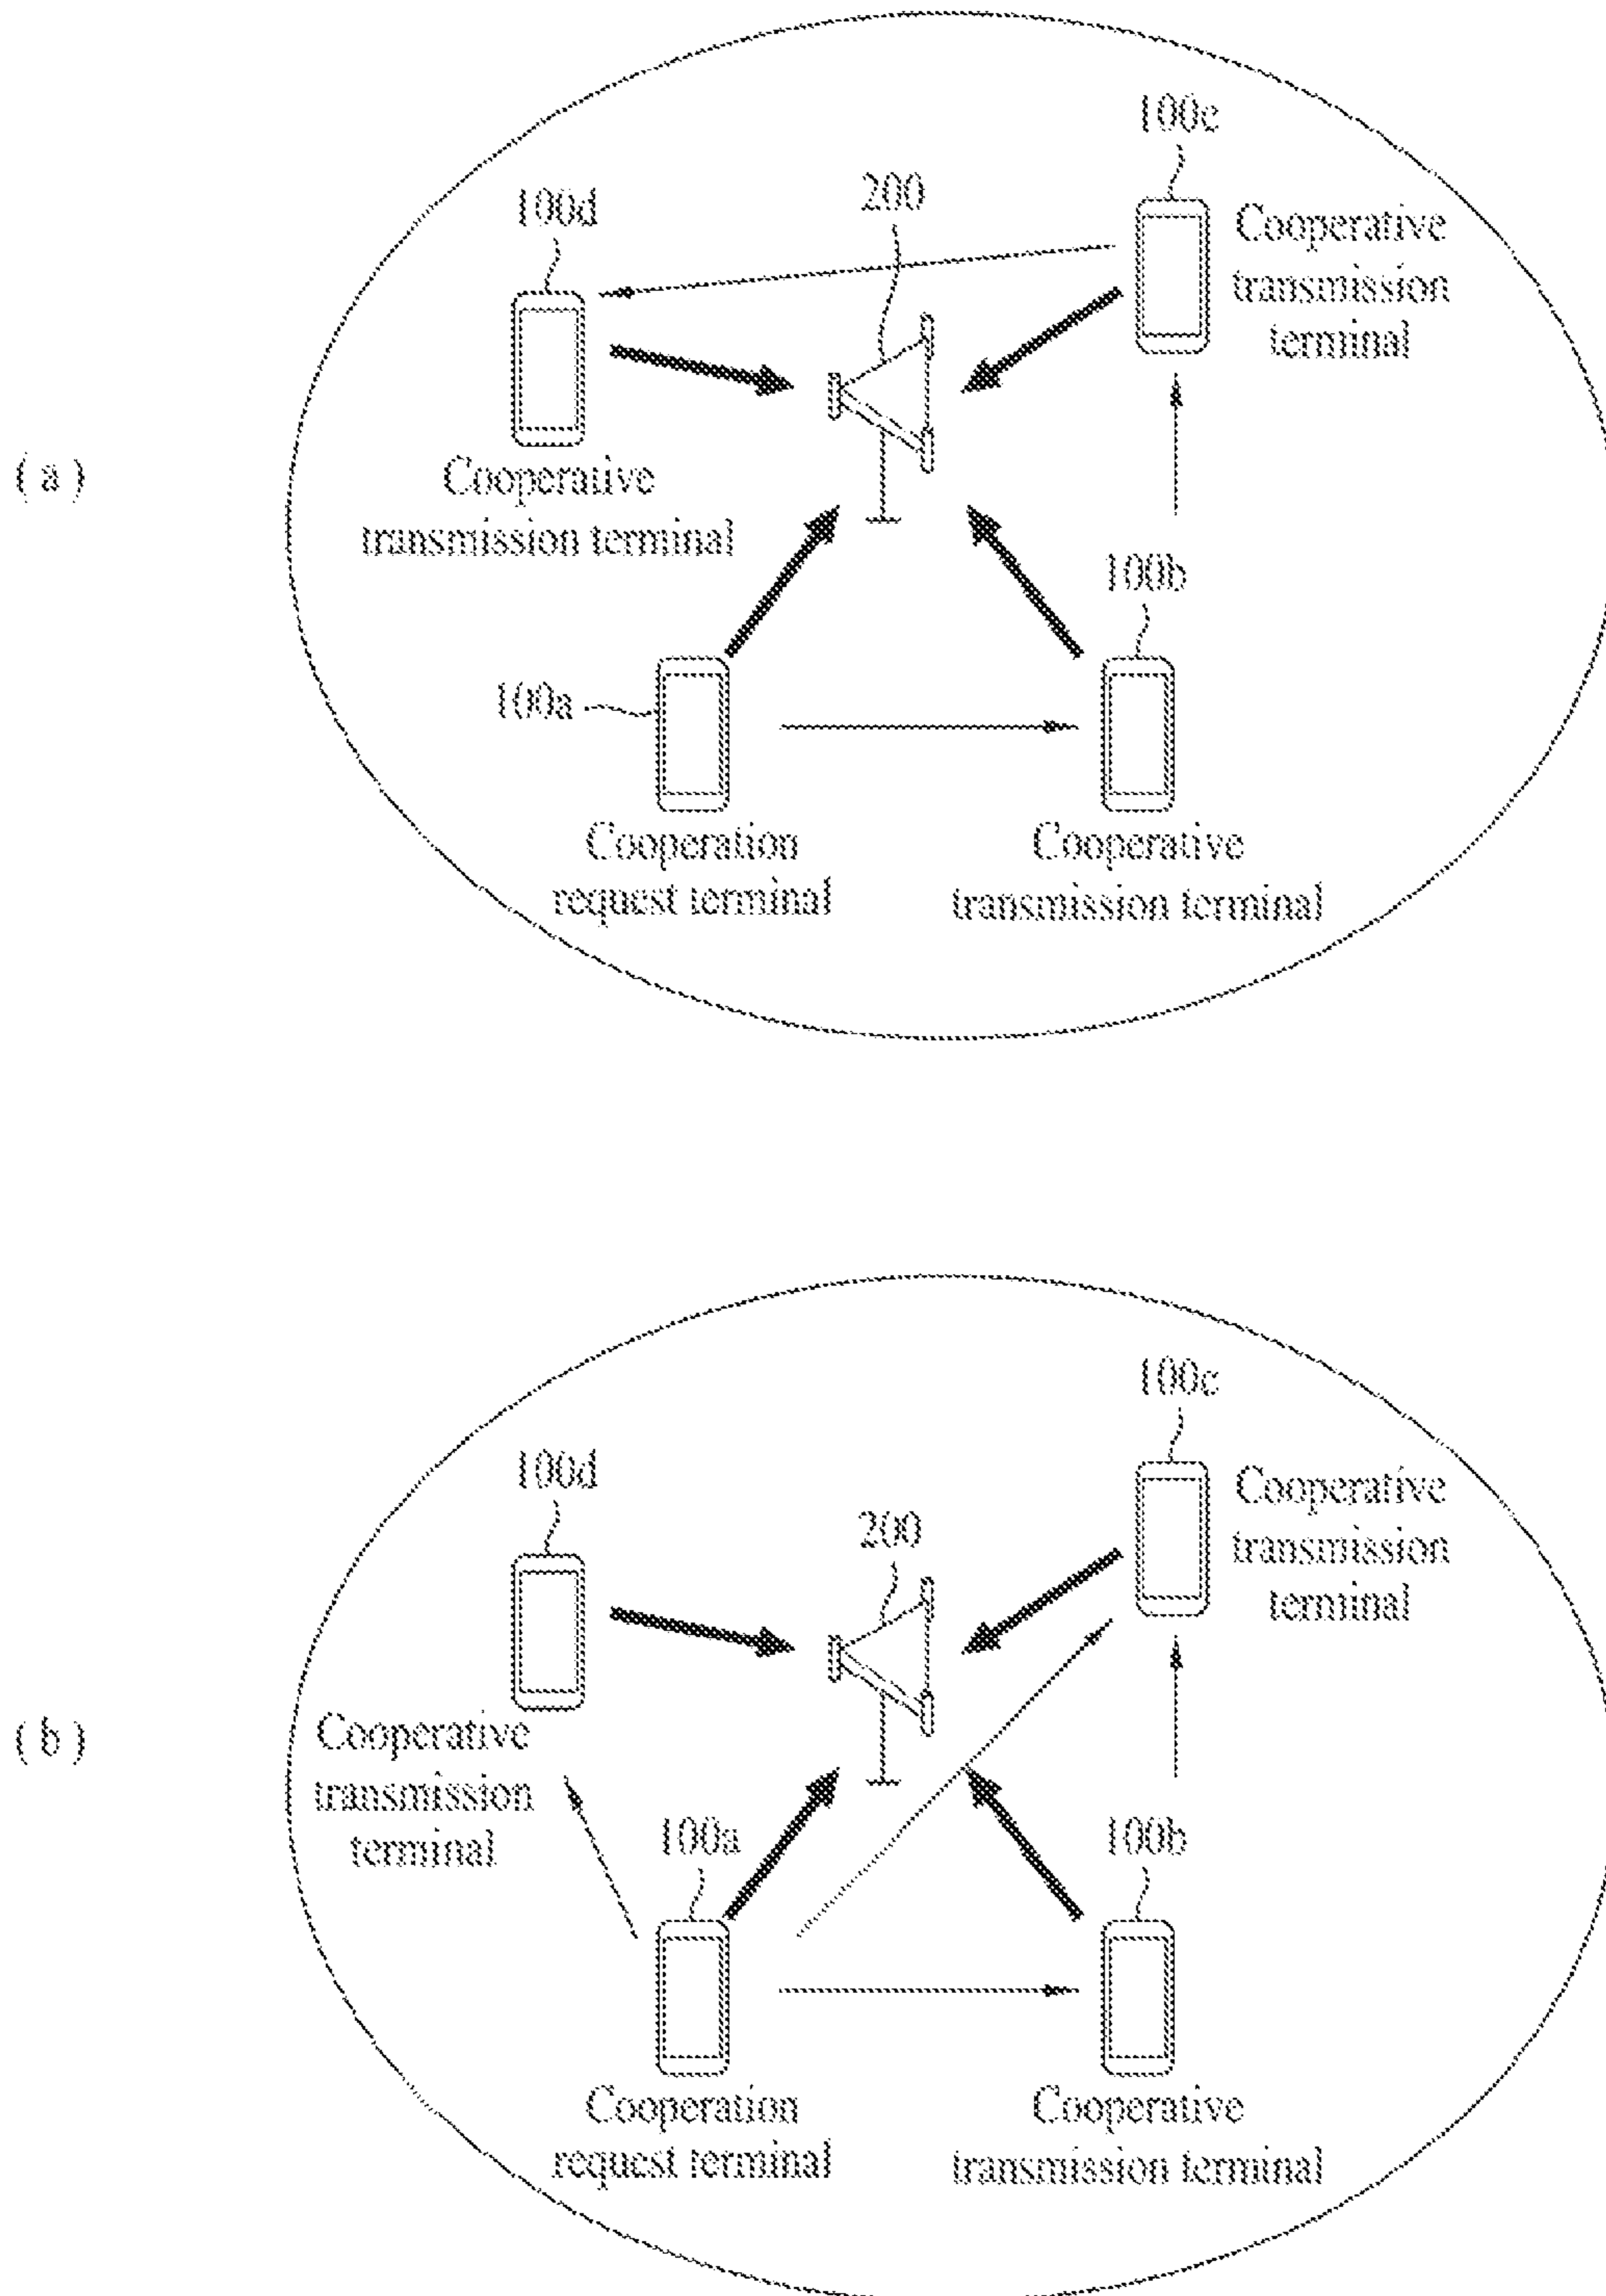 (a)
100c
200
100d
Cooperative
transmission
terminal
Cooperative
transmission terminal
100b
100a
Cooperation
request terminal
Cooperative
transmission terminal
(b)
100c
100d
200
Cooperative
transmission
terminal
Cooperative
transmission
terminal
100a
100b
Cooperation
request terminal
Cooperative
transmission terminal